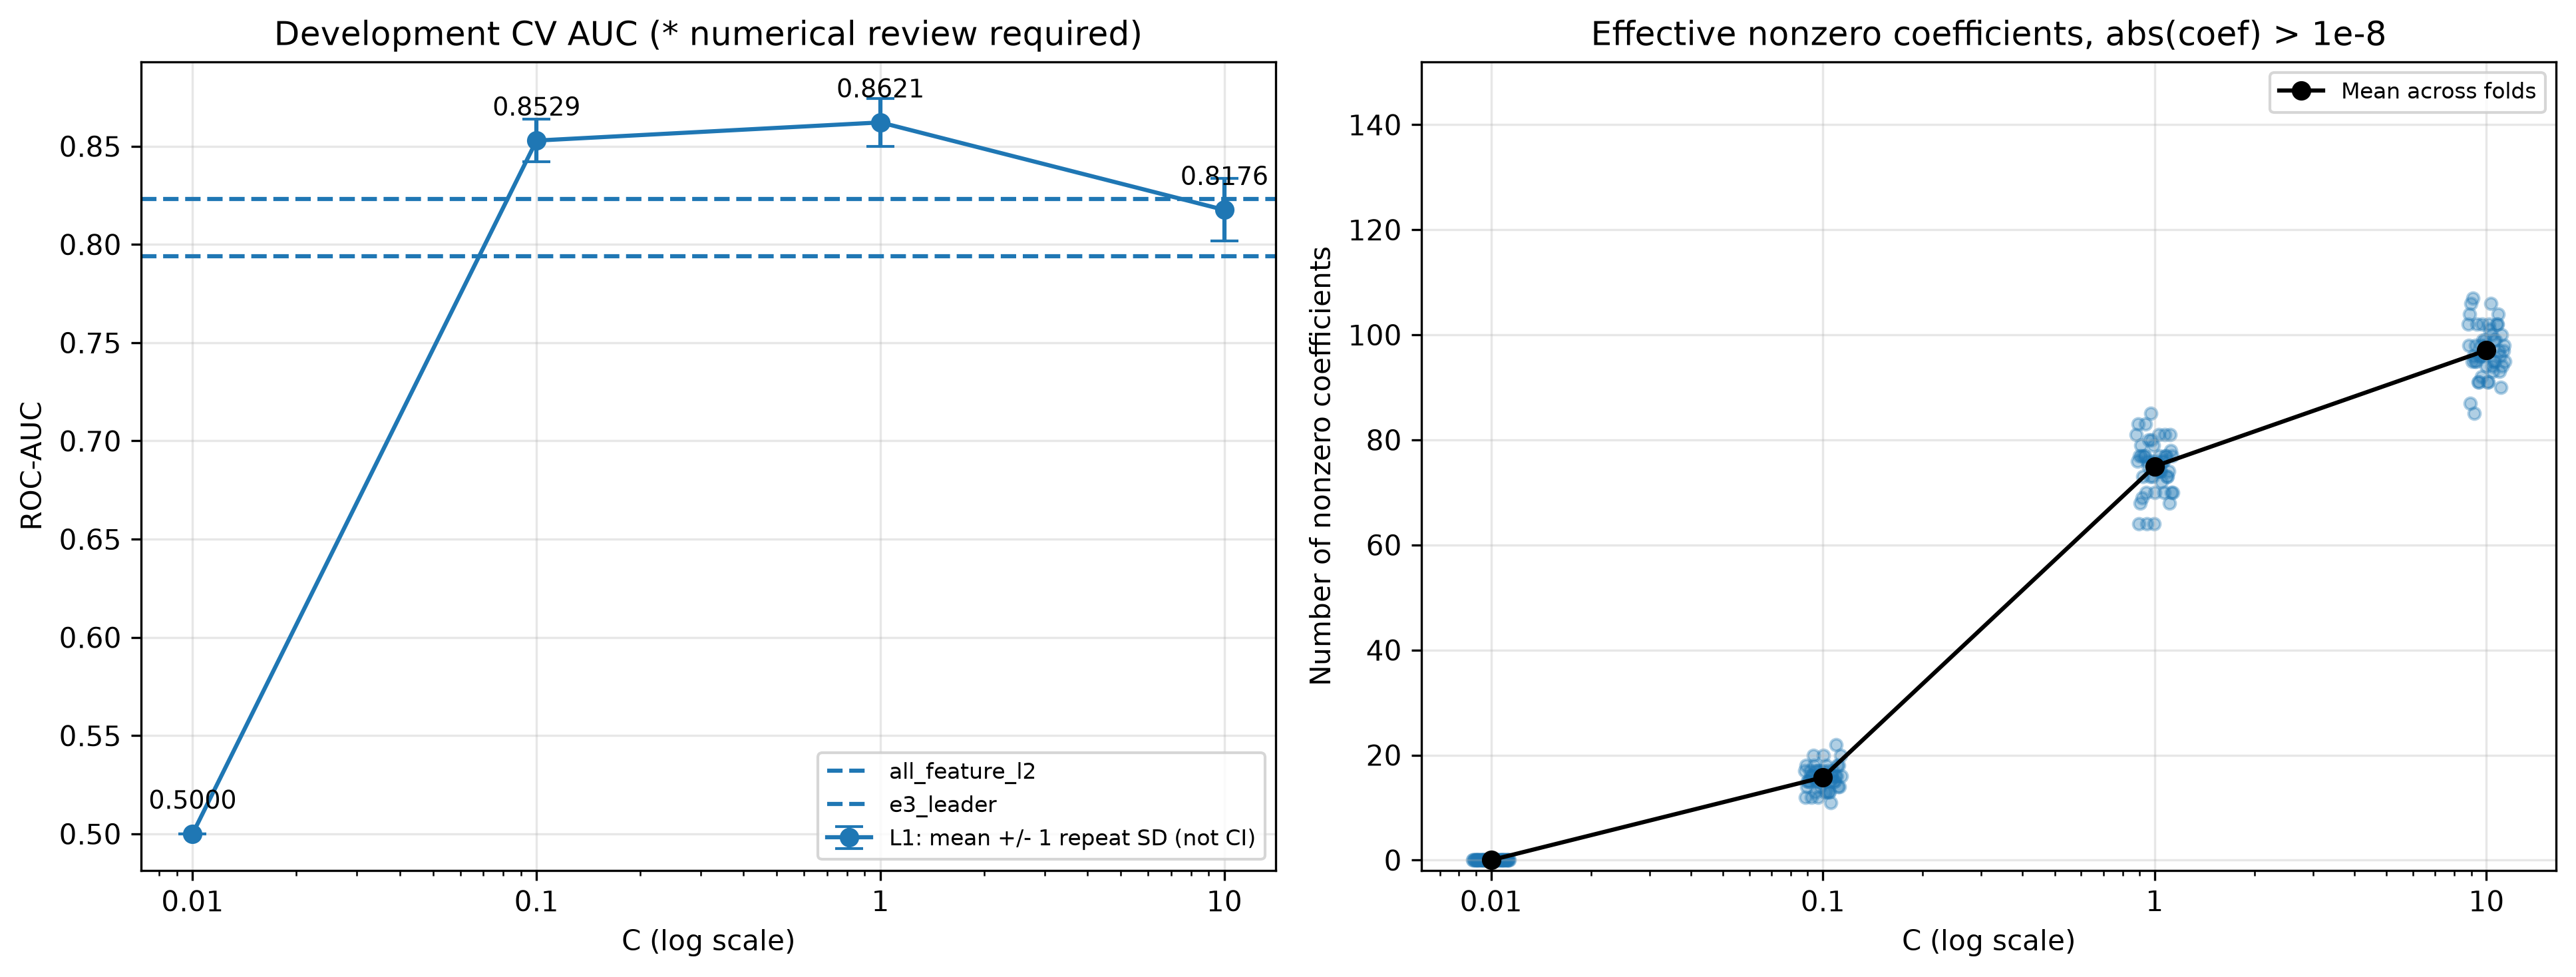 Development CV AUC (* numerical review required)
0.8529
0.8621
0.8176
0.5000
0.85
0.80
0.75
0.70
0.65
0.60
0.55
0.50
ROC-AUC
all_feature_l2
e3_leader
L1: mean +/- 1 repeat SD (not CI)
0.01
0.1
1
10
C (log scale)
Effective nonzero coefficients, abs(coef) > 1e-8
Mean across folds
140
120
100
80
60
40
20
0
Number of nonzero coefficients
0.01
0.1
1
10
C (log scale)